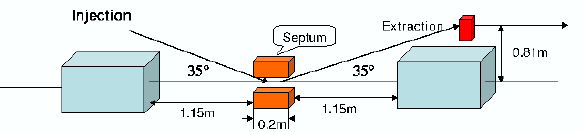 Injection
Septum
Extraction
0.81m
35°
35°
1.15m
1.15m
0.2m